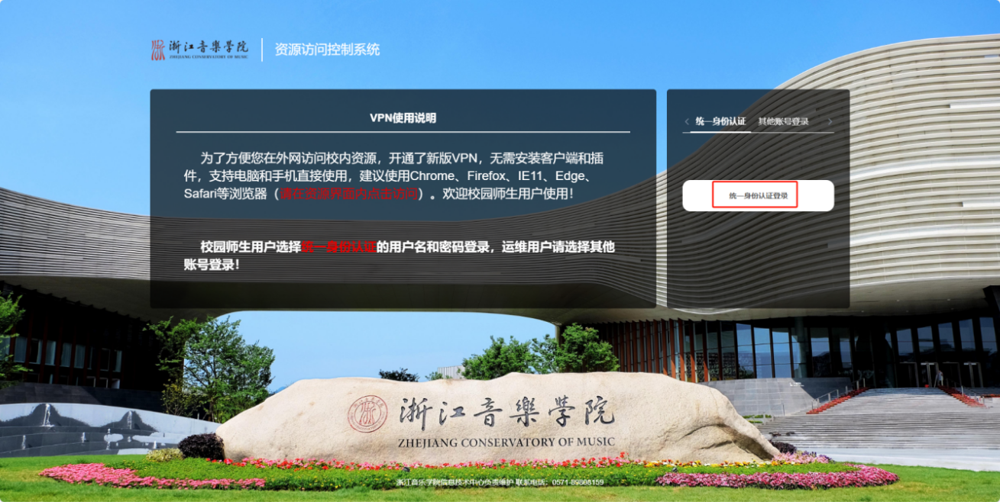 浙江音樂學院
ZHEJIANG CONSERVATORY OF MUSIC
资源访问控制系统
VPN使用说明
为了方便您在外网访问校内资源，开通了新版VPN，无需安装客户端和插
件，支持电脑和手机直接使用，建议使用Chrome、Firefox、IE11、Edge、
Safari等浏览器（请在资源界面内点击访问）。欢迎校园师生用户使用！
校园师生用户选择统一身份认证的用户名和密码登录，运维用户请选择其他
账号登录！
统一身份认证 其他账号登录
统一身份认证登录
浙江音樂學院
ZHEJIANG CONSERVATORY OF MUSIC
浙江音乐学院信息技术中心负责维护 联系电话：0571-89808159